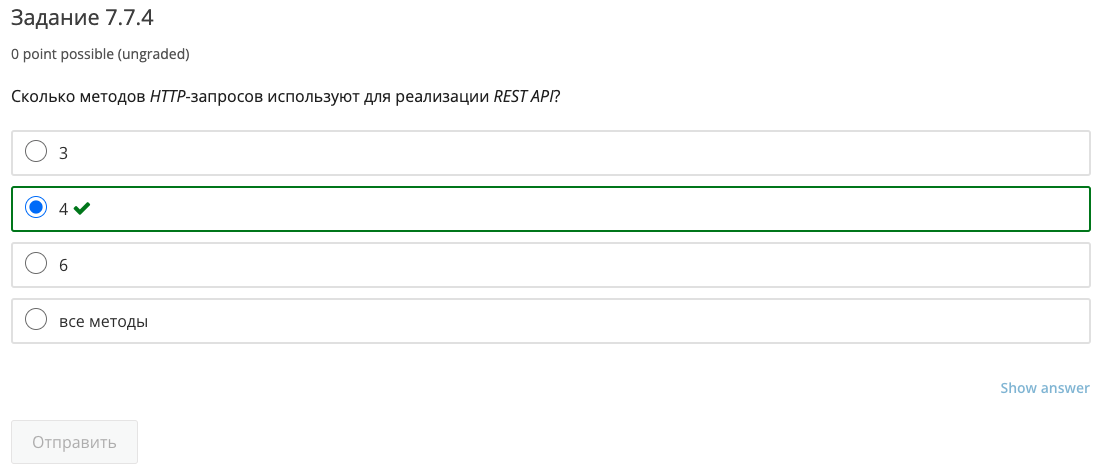 Задание 7.7.4
0 point possible (ungraded)
Сколько методов HTTP-запросов используют для реализации REST API?
3
4
6
все методы
Show answer
Отправить